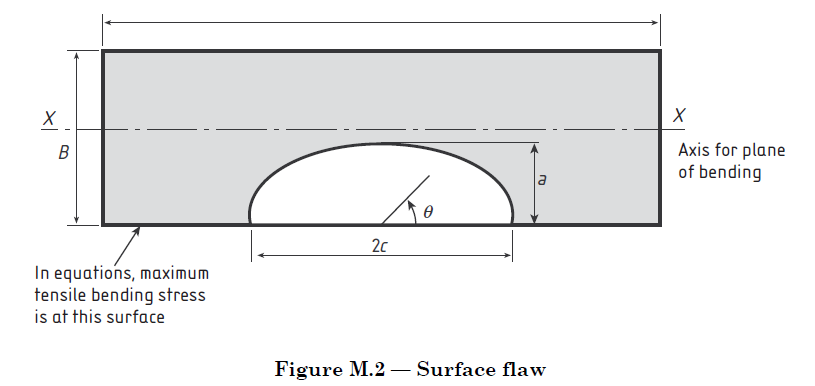 X
X
B
Axis for plane
of bending
a
θ
2c
In equations, maximum
tensile bending stress
is at this surface
Figure M.2 — Surface flaw